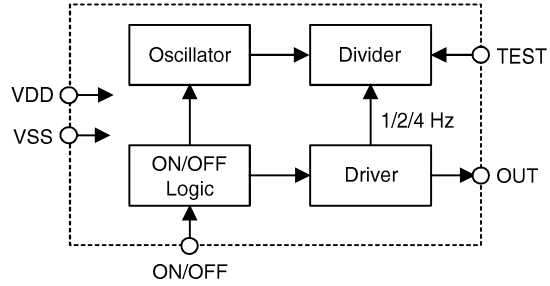 Oscillator
Divider
TEST
VDD
VSS
1/2/4 Hz
ON/OFF
Logic
Driver
OUT
ON/OFF